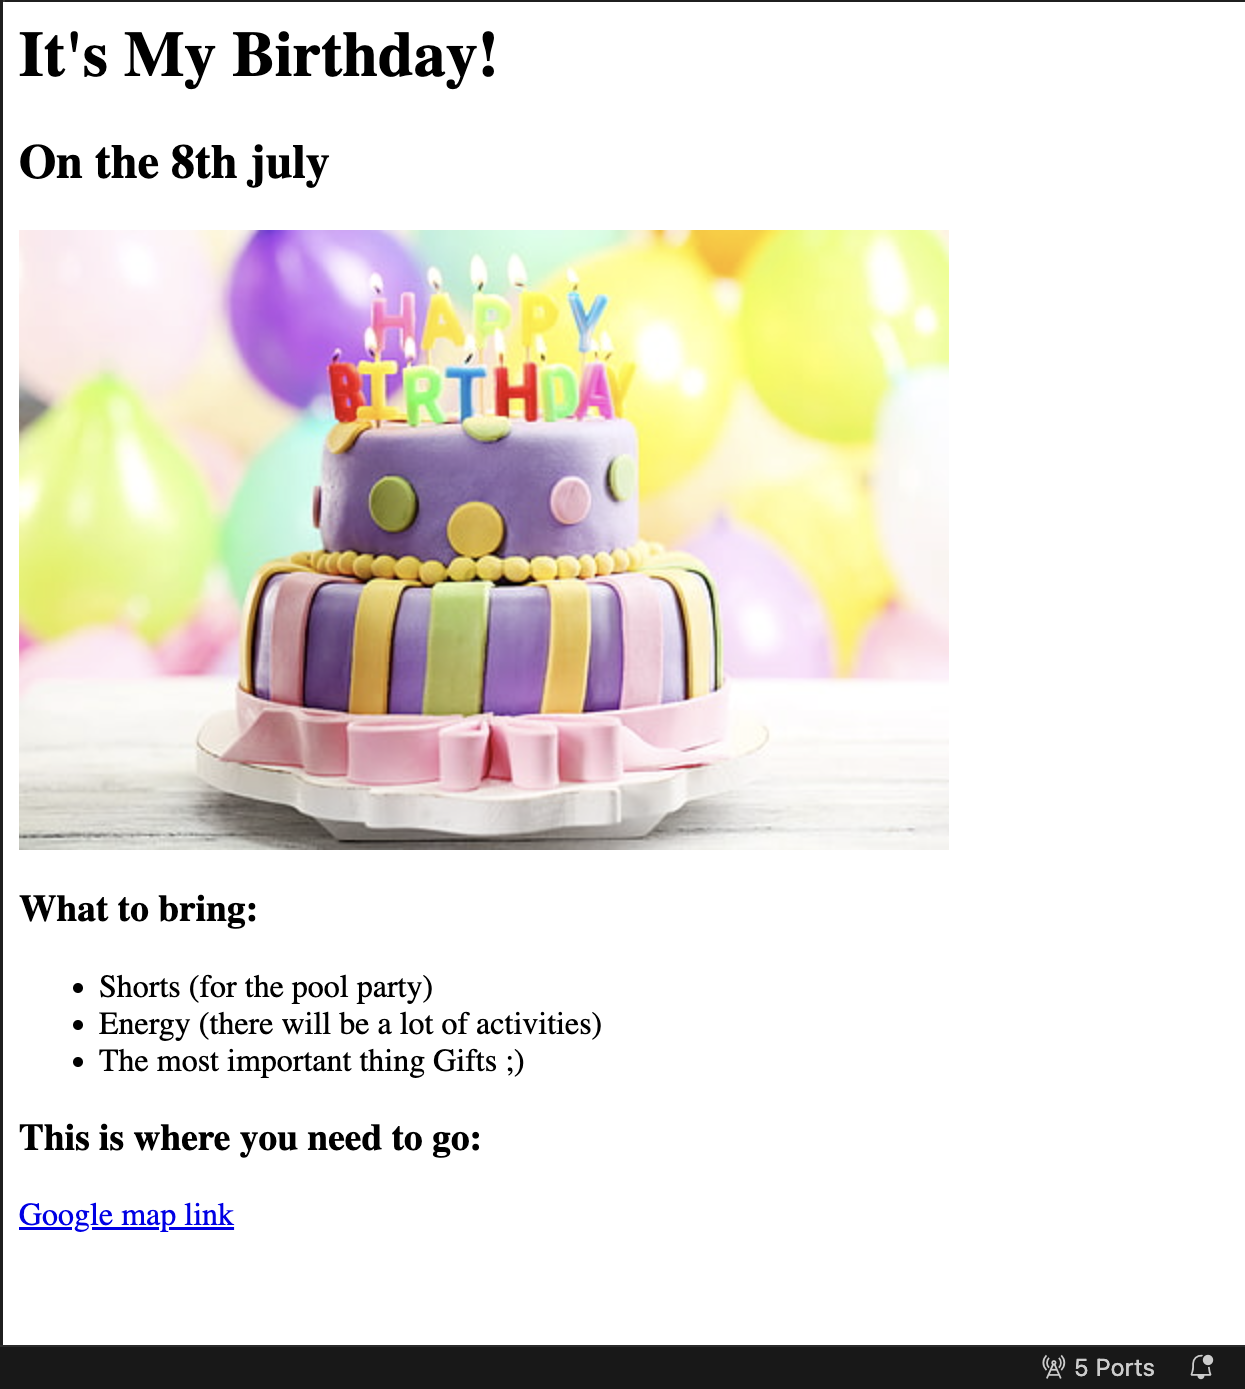 It's My Birthday!
On the 8th july
HAPPY
BIRTHDAY
What to bring:
Shorts (for the pool party)
Energy (there will be a lot of activities)
The most important thing Gifts ;)
This is where you need to go:
Google map link
5 Ports